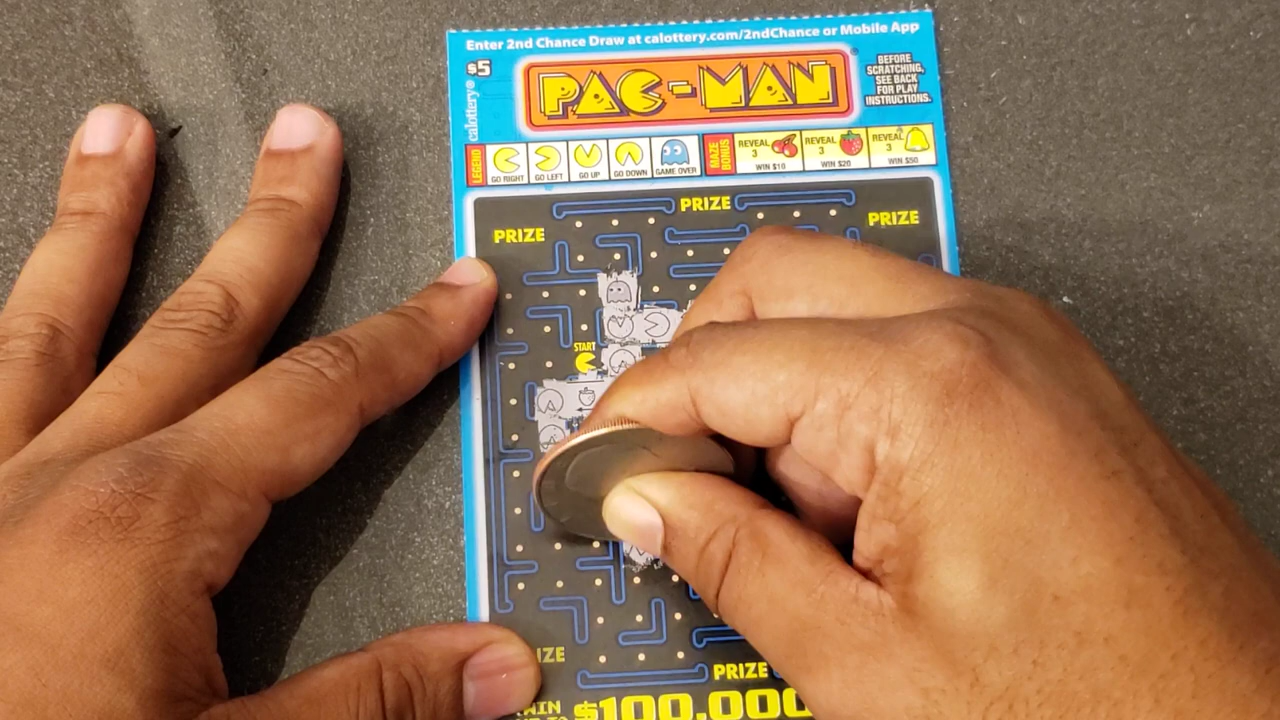 Enter 2nd Chance Draw at calottery.com/2ndChance or Mobile App
$5
calottery®
PAC-MAN®
BEFORE
SCRATCHING,
SEE BACK
FOR PLAY
INSTRUCTIONS.
LEGEND
GO RIGHT
GO LEFT
GO UP
GO DOWN
GAME OVER
MAZE
BONUS
REVEAL
3
WIN $10
REVEAL
3
WIN $20
REVEAL
3
WIN $50
PRIZE
PRIZE
PRIZE
START
IZE
PRIZE
$100,000